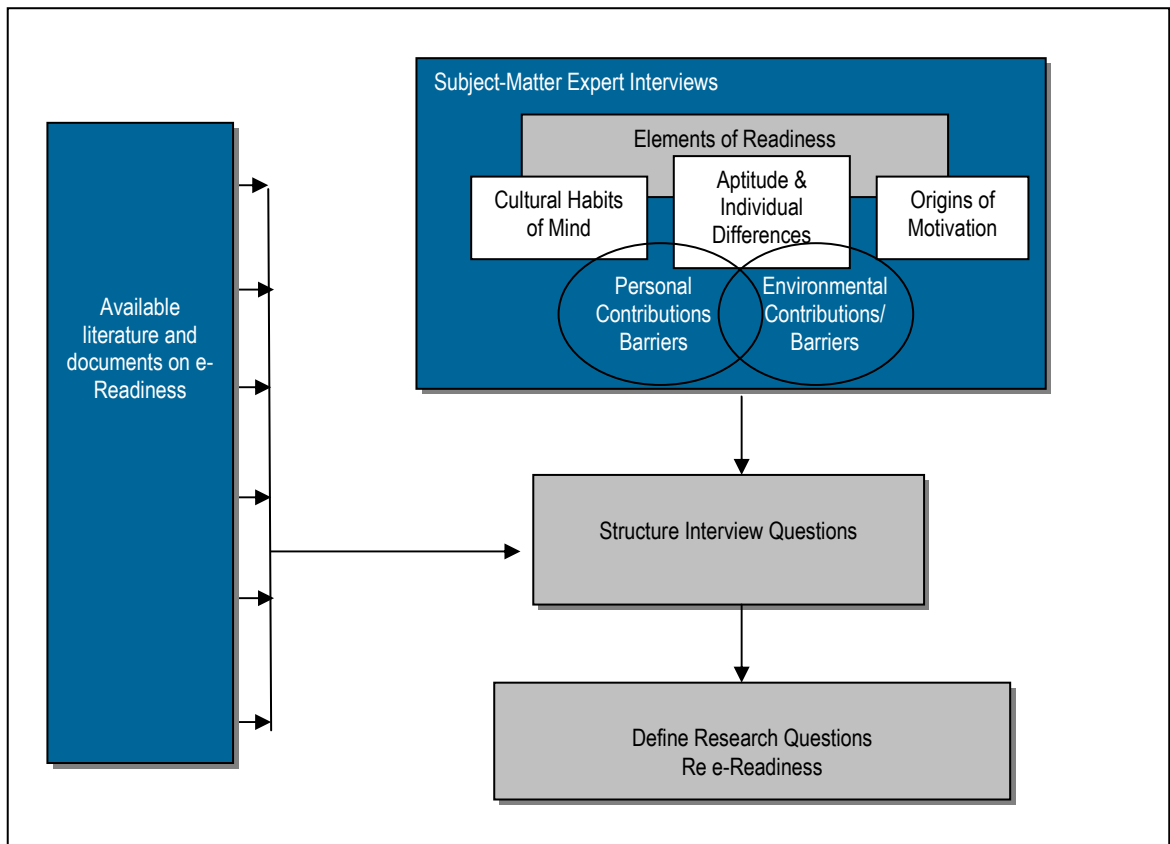 Subject-Matter Expert Interviews
Elements of Readiness
Cultural Habits
of Mind
Aptitude &
Individual
Differences
Origins of
Motivation
Personal
Contributions
Barriers
Environmental
Contributions/
Barriers
Available
literature and
documents on e-
Readiness
Structure Interview Questions
Define Research Questions
Re e-Readiness